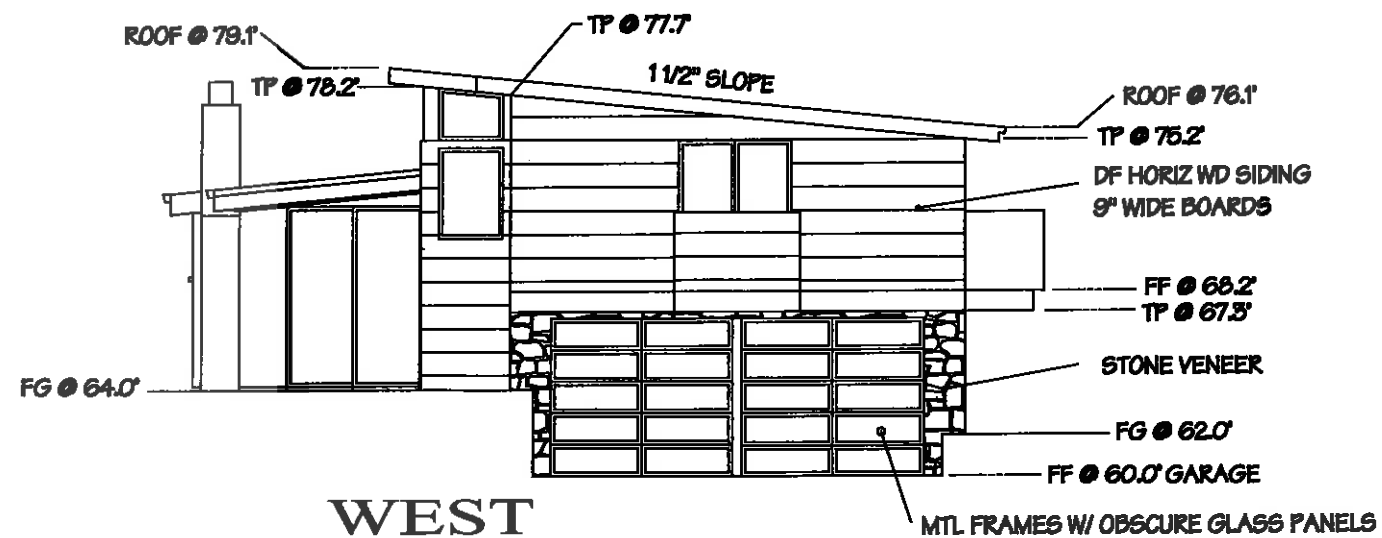 TP @ 77.7'
ROOF @ 79.1'
1 1/2" SLOPE
TP @ 78.2'
ROOF @ 76.1'
TP @ 75.2'
DF HORIZ WD SIDING
9" WIDE BOARDS
FF @ 68.2'
TP @ 67.3'
STONE VENEER
FG @ 64.0'
FG @ 62.0'
FF @ 60.0' GARAGE
WEST
MTL FRAMES W/ OBSCURE GLASS PANELS